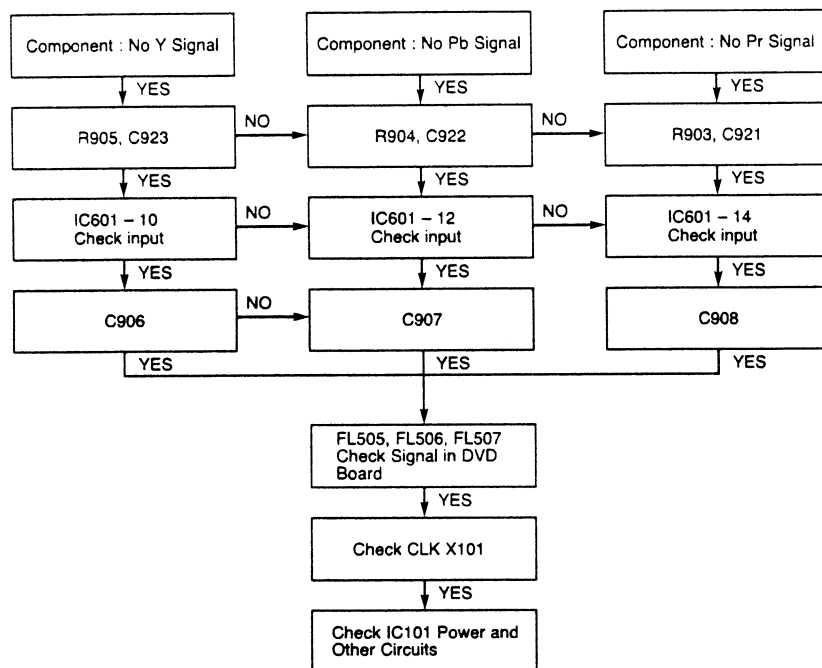 Component : No Y Signal
Component : No Pb Signal
Component : No Pr Signal
YES
YES
YES
R905, C923
NO
R904, C922
NO
R903, C921
YES
YES
YES
IC601 – 10
Check input
NO
IC601 – 12
Check input
NO
IC601 – 14
Check input
YES
YES
YES
C906
NO
C907
C908
YES
YES
YES
FL505, FL506, FL507
Check Signal in DVD
Board
YES
Check CLK X101
YES
Check IC101 Power and
Other Circuits